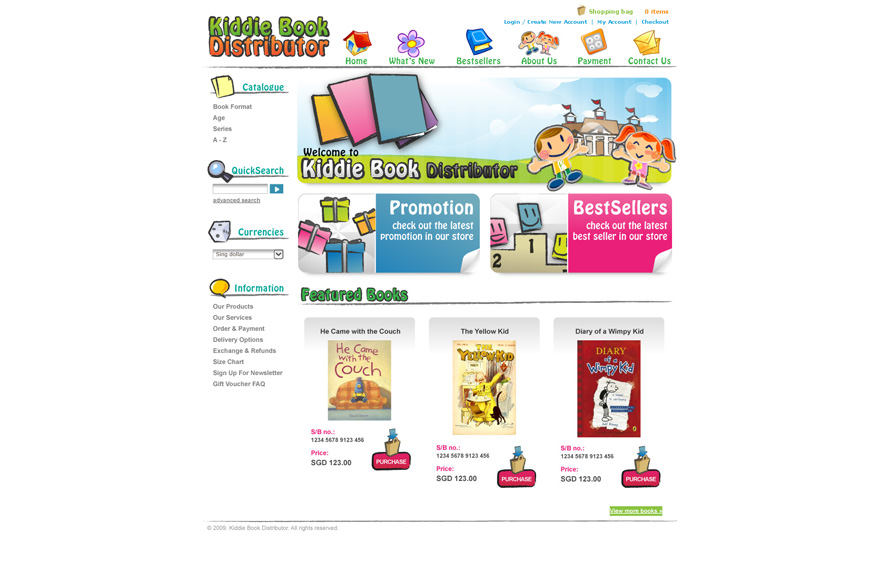 Kiddie Book
Distributor
Shopping bag 0 items
Login / Create New Account | My Account | Checkout
Home
What's New
Bestsellers
About Us
Payment
Contact Us
Catalogue
Book Format
Age
Series
A - Z
QuickSearch
advanced search
Currencies
Sing dollar
Information
Our Products
Our Services
Order & Payment
Delivery Options
Exchange & Refunds
Size Chart
Sign Up For Newsletter
Gift Voucher FAQ
Welcome to
Kiddie Book Distributor
Promotion
check out the latest
promotion in our store
2
1
BestSellers
check out the latest
best seller in our store
Featured Books
He Came with the Couch
He Came
with the
Couch
S/B no.:
1234 5678 9123 456
Price:
SGD 123.00
PURCHASE
The Yellow Kid
THE
YELLOW KID
S/B no.:
1234 5678 9123 456
Price:
SGD 123.00
PURCHASE
Diary of a Wimpy Kid
DIARY
of a
Wimpy Kid
S/B no.:
1234 5678 9123 456
Price:
SGD 123.00
PURCHASE
View more books »
© 2009. Kiddie Book Distributor. All rights reserved.